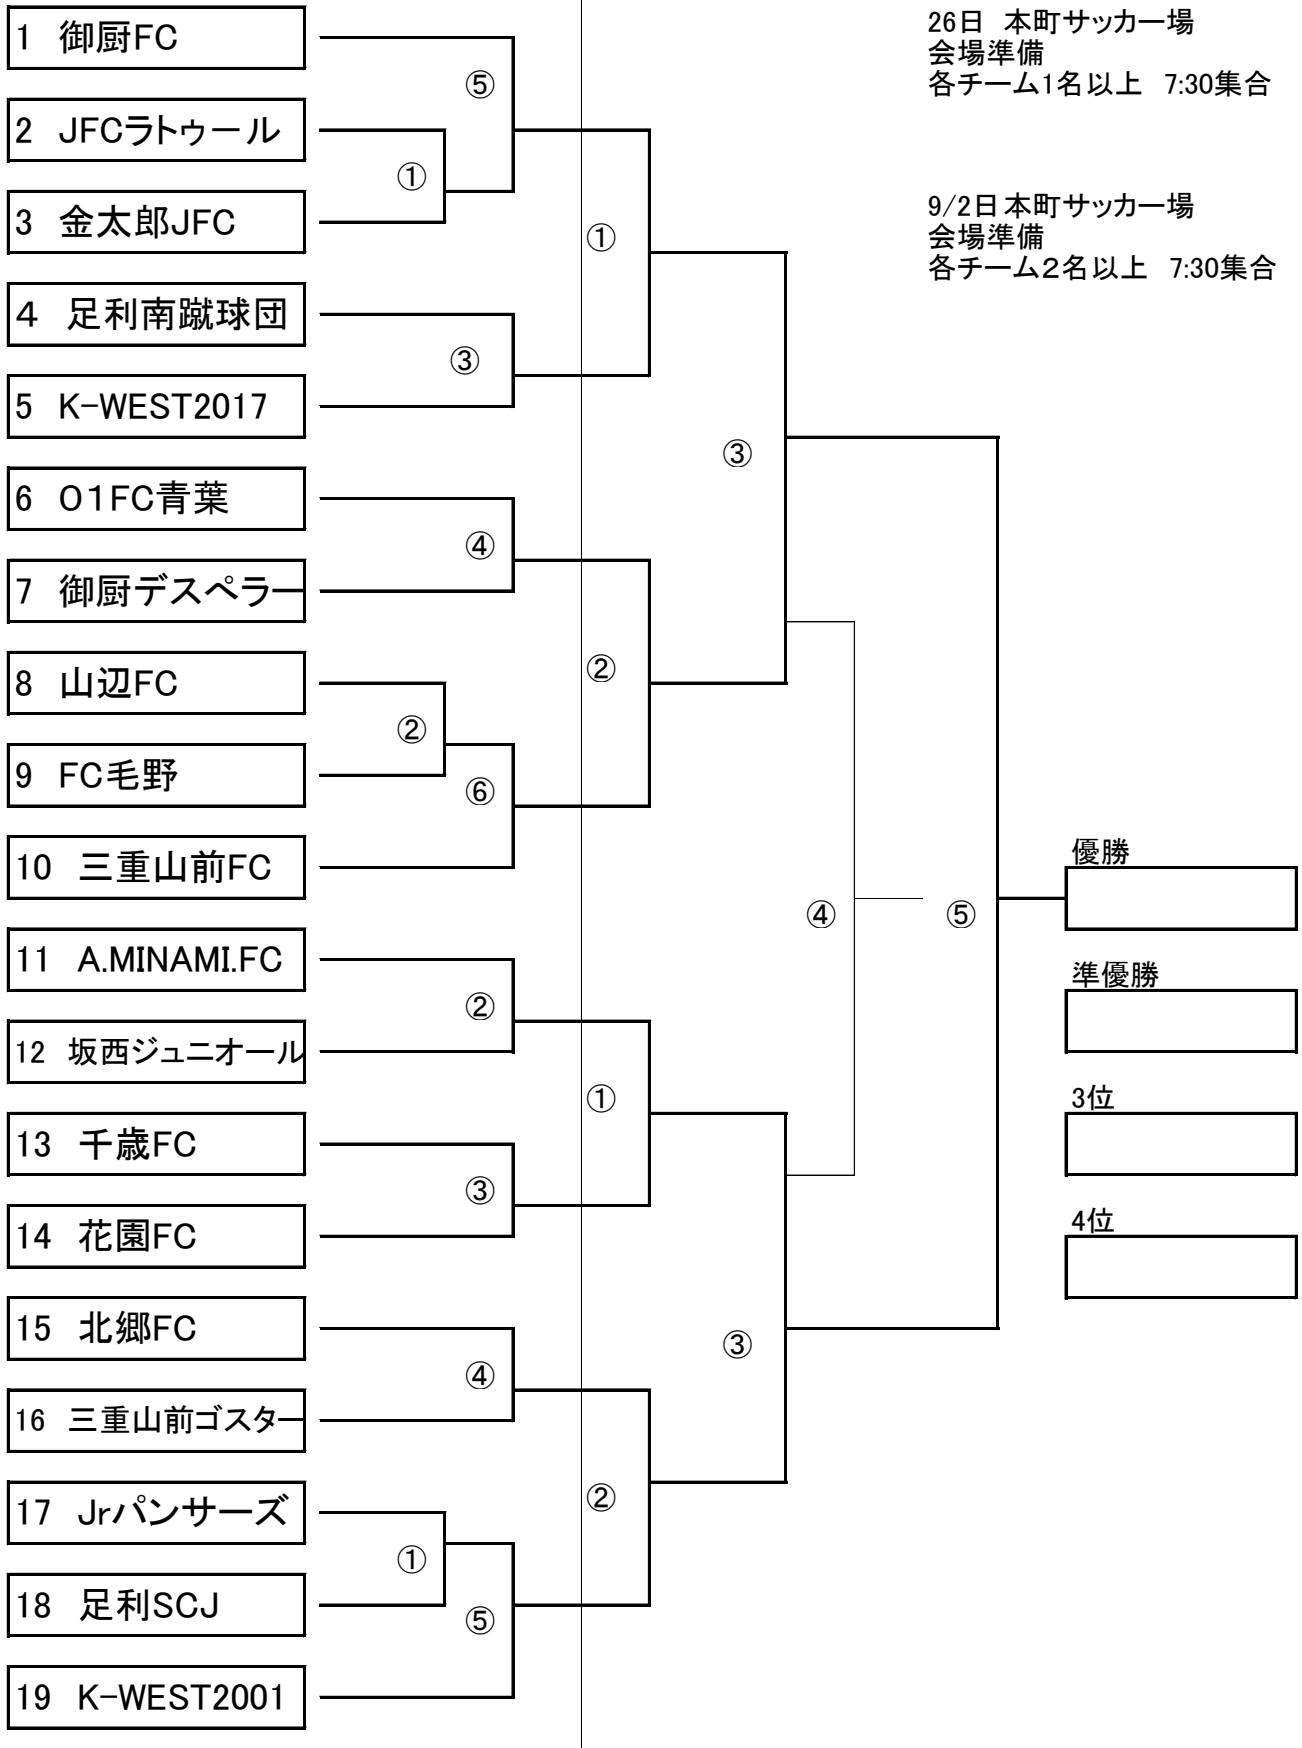 1 御厨FC
2 JFCラトゥール
3 金太郎JFC
4 足利南蹴球団
5 K-WEST2017
6 O1FC青葉
7 御厨デスペラー
8 山辺FC
9 FC毛野
10 三重山前FC
11 A.MINAMI.FC
12 坂西ジュニオール
13 千歳FC
14 花園FC
15 北郷FC
16 三重山前ゴスター
17 Jrパンサーズ
18 足利SCJ
19 K-WEST2001
⑤
①
③
④
②
⑥
②
③
④
①
⑤
①
②
①
②
③
③
④
⑤
26日 本町サッカー場
会場準備
各チーム1名以上 7:30集合
9/2日 本町サッカー場
会場準備
各チーム２名以上 7:30集合
優勝
準優勝
3位
4位